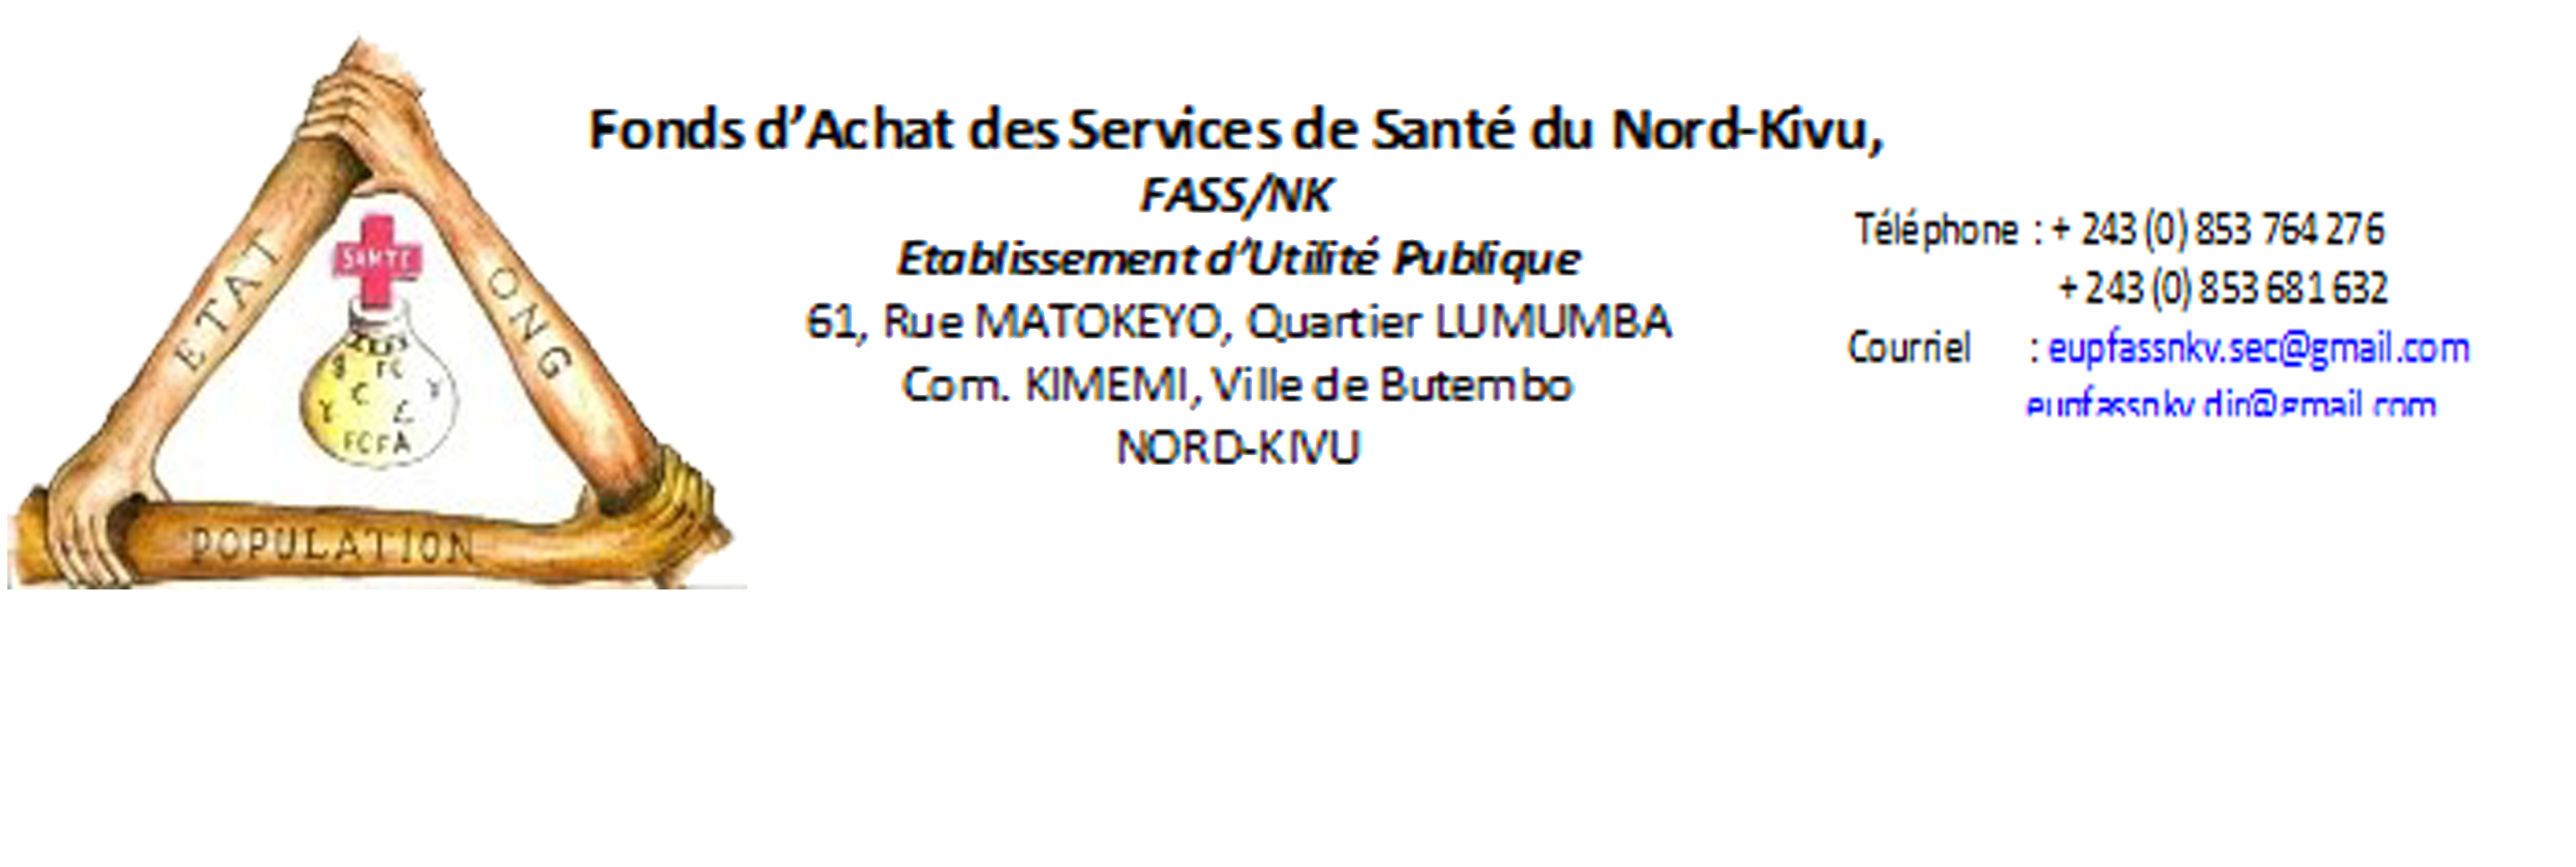 ETAT
ONG
POPULATION
SANTE
FC
FCFA
Fonds d’Achat des Services de Santé du Nord-Kivu,
FASS/NK
Etablissement d’Utilité Publique
61, Rue MATOKEYO, Quartier LUMUMBA
Com. KIMEMI, Ville de Butembo
NORD-KIVU
Téléphone : + 243 (0) 853 764 276
+ 243 (0) 853 681 632
Courriel : eupfassnkv.sec@gmail.com
eupfassnkv.dir@gmail.com